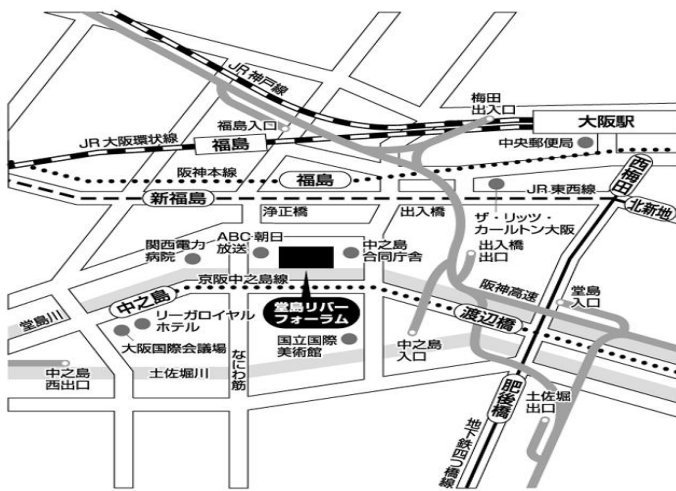 JR神戸線
梅田
出入口
大阪駅
福島入口
JR大阪環状線
福島
中央郵便局
阪神本線
福島
西梅田
新福島
JR東西線
北新地
浄正橋
出入橋
ザ・リッツ・
カールトン大阪
関西電力
病院
ABC・朝日
放送
中之島
合同庁舎
出入橋
出口
京阪中之島線
阪神高速
堂島
入口
中之島
堂島リバー
フォーラム
渡辺橋
堂島川
リーガロイヤル
ホテル
大阪国際会議場
なにわ筋
国立国際
美術館
中之島
入口
中之島
西出口
土佐堀川
肥後橋
土佐堀
出口
地下鉄四つ橋線